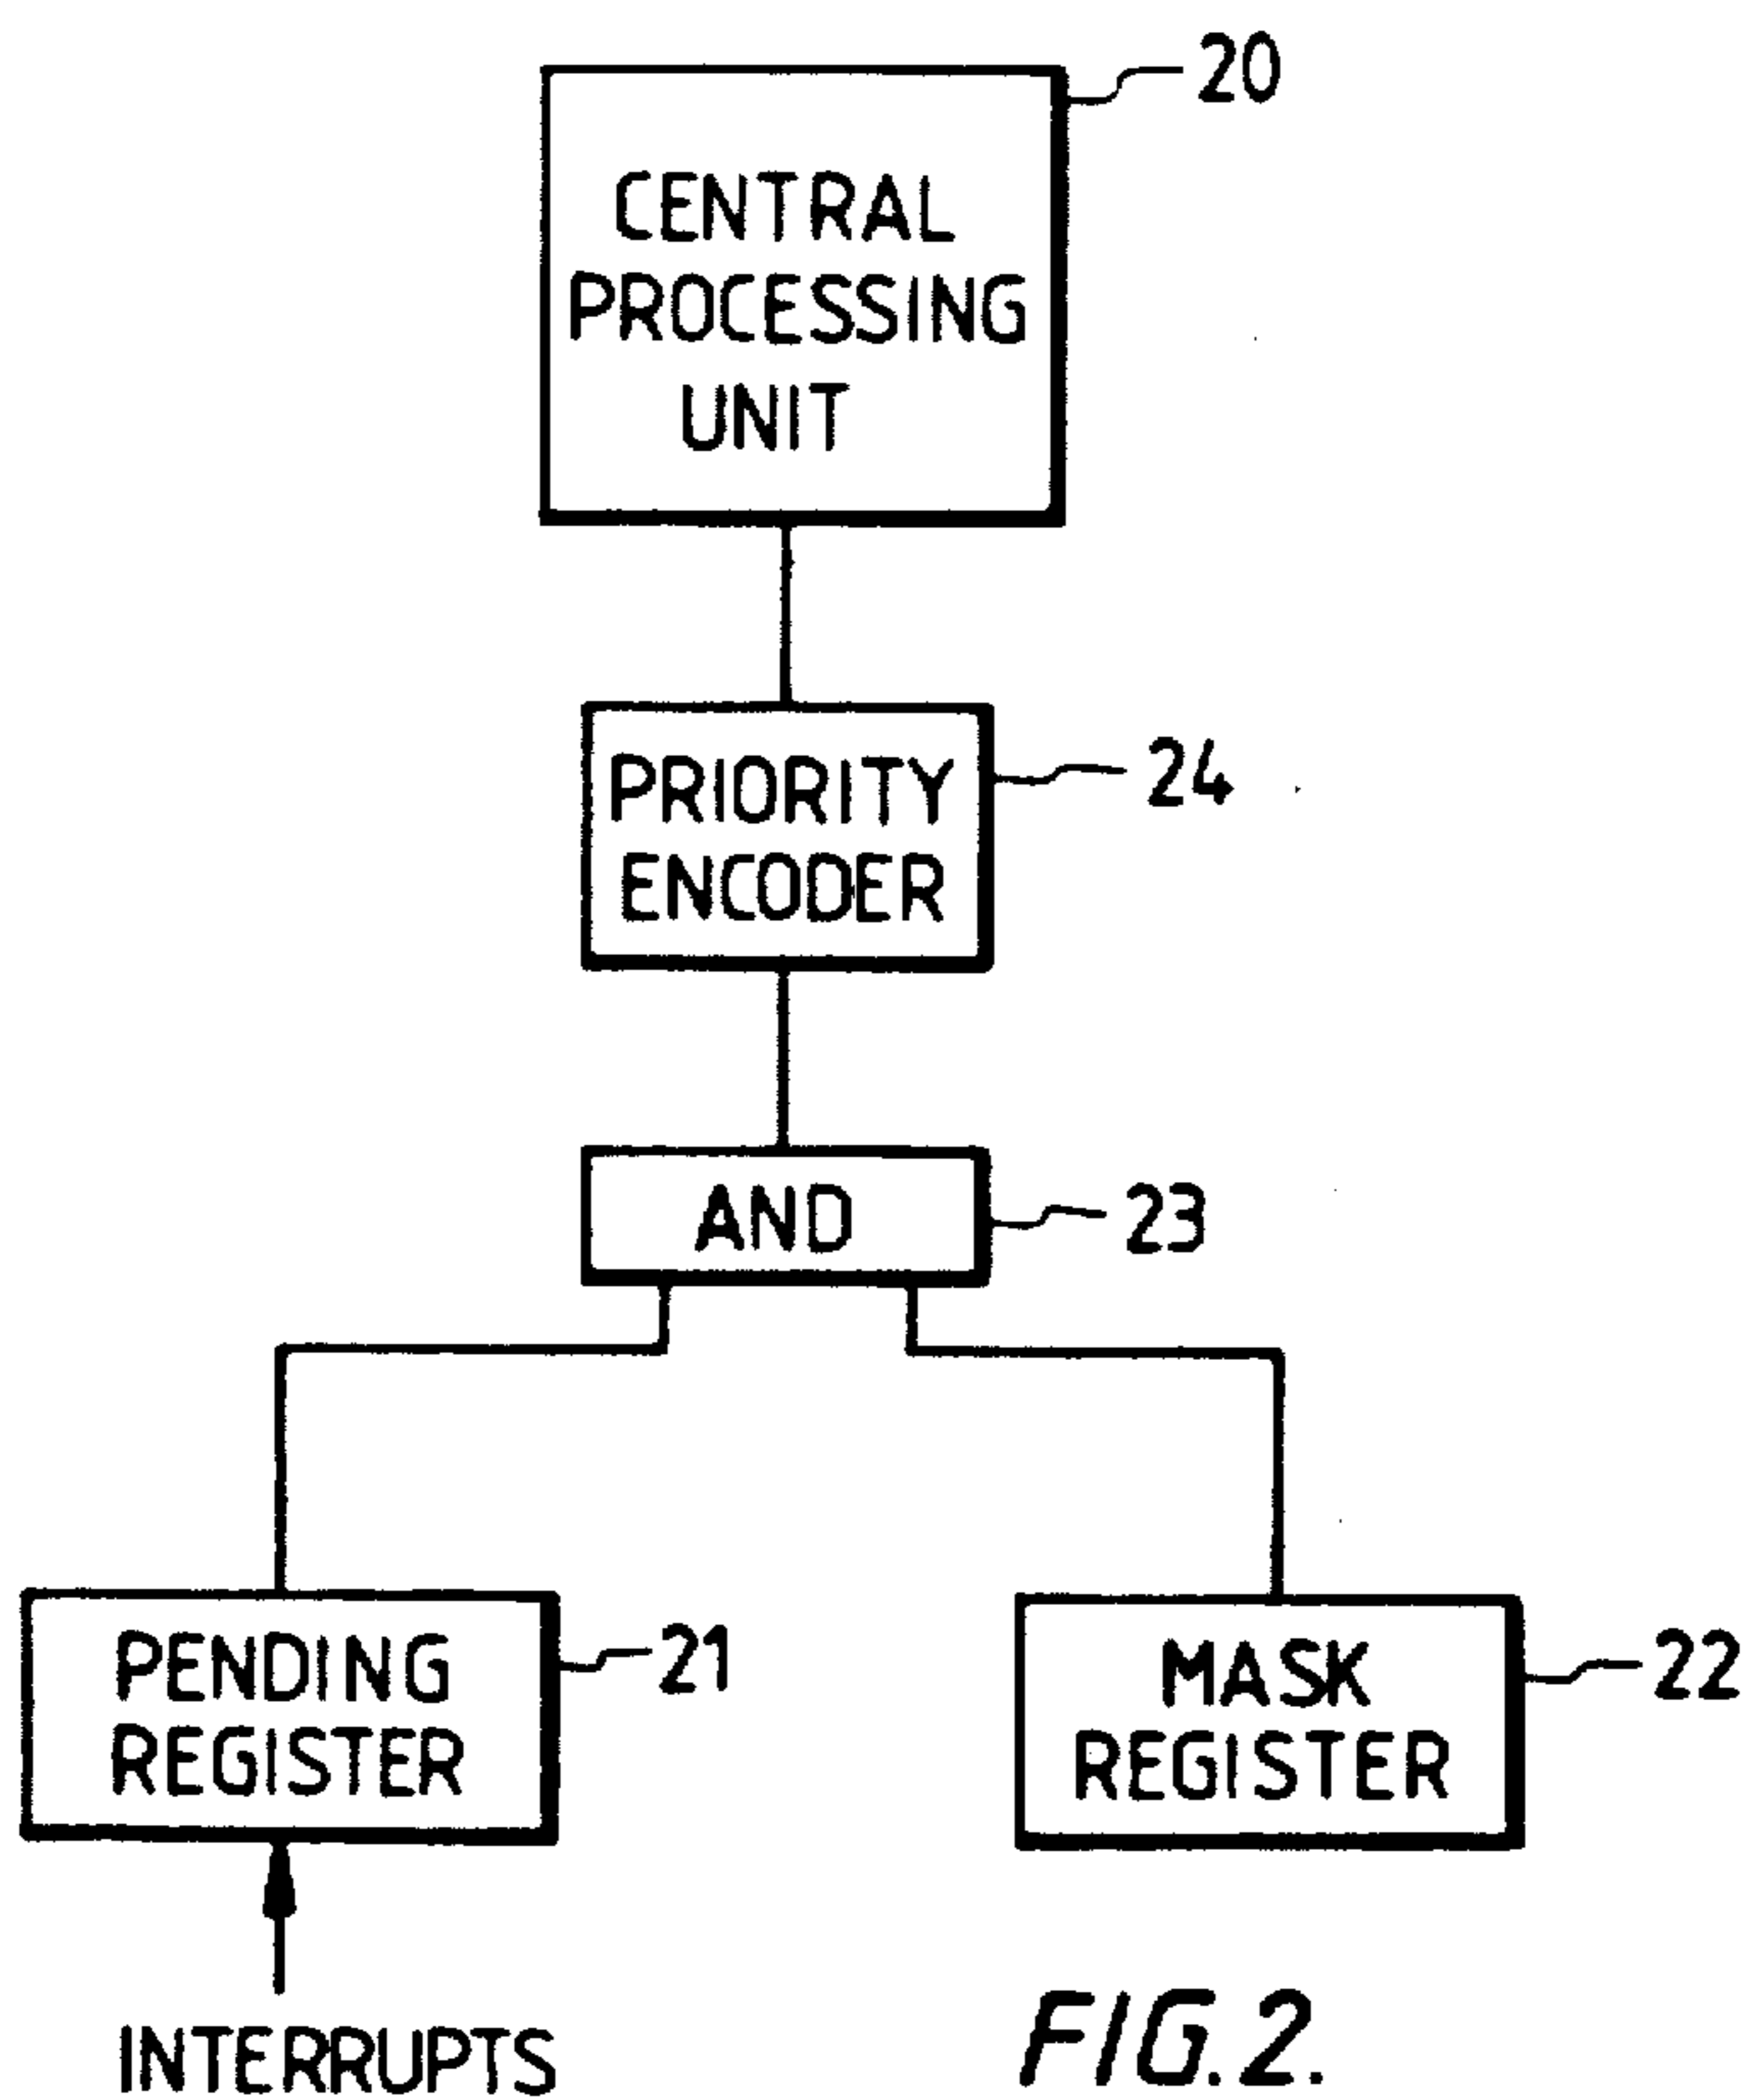 20
CENTRAL
PROCESSING
UNIT
PRIORITY
ENCODER
24
AND
23
PENDING
REGISTER
21
MASK
REGISTER
22
INTERRUPTS
FIG. 2.